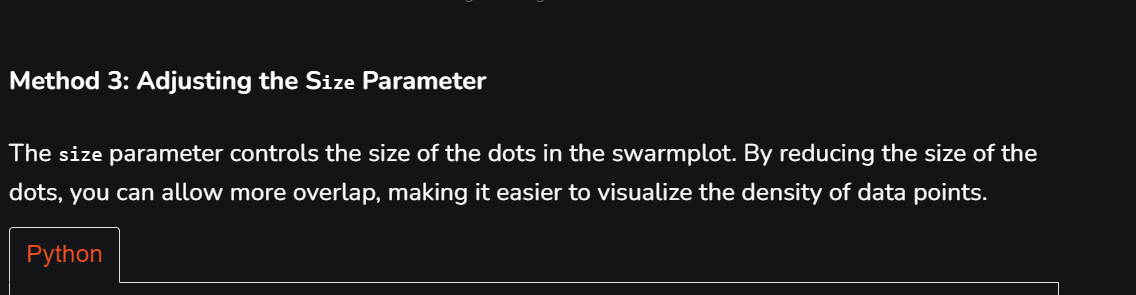 Method 3: Adjusting the Size Parameter
The size parameter controls the size of the dots in the swarmplot. By reducing the size of the
dots, you can allow more overlap, making it easier to visualize the density of data points.
Python